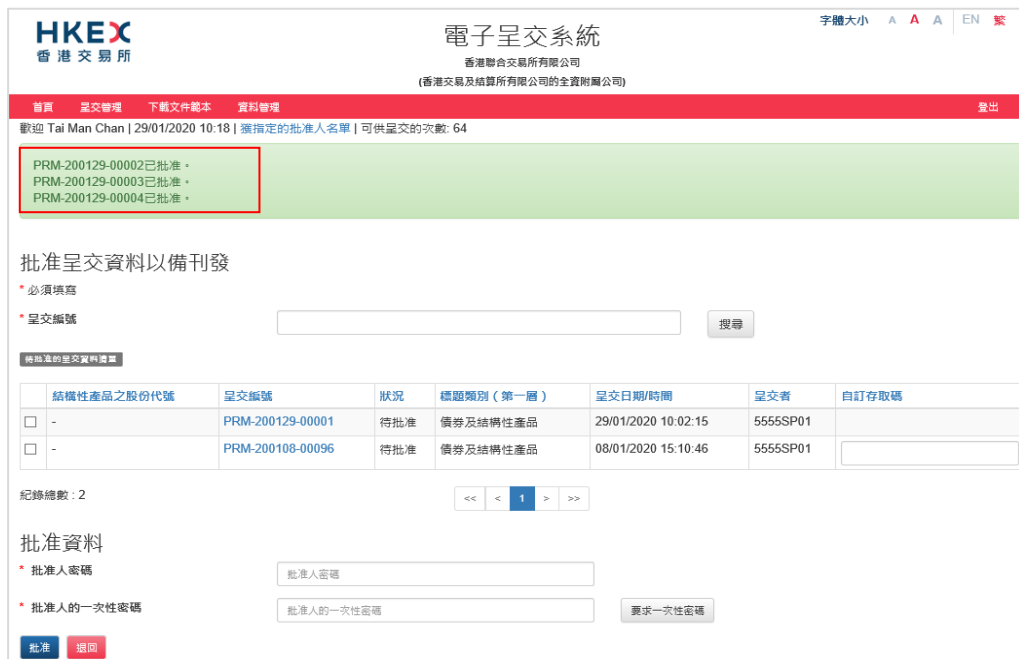 HKEX
香港交易所
電子呈交系統
香港聯合交易所有限公司
(香港交易及結算所有限公司的全資附屬公司)
字體大小 A A A EN 繁
首頁 呈交管理 下載文件範本 資料管理 登出
歡迎 Tai Man Chan | 29/01/2020 10:18 | 獲指定的批准人名單 | 可供呈交的次數: 64
PRM-200129-00002已批准。
PRM-200129-00003已批准。
PRM-200129-00004已批准。
批准呈交資料以備刊發
* 必須填寫
* 呈交編號 搜尋
待批准的呈交資料清單
結構性產品之股份代號 呈交編號 狀況 標題類別（第一層） 呈交日期/時間 呈交者 自訂存取碼
- PRM-200129-00001 待批准 債券及結構性產品 29/01/2020 10:02:15 5555SP01
- PRM-200108-00096 待批准 債券及結構性產品 08/01/2020 15:10:46 5555SP01
紀錄總數 : 2 << < 1 > >>
批准資料
* 批准人密碼 批准人密碼
* 批准人的一次性密碼 批准人的一次性密碼 要求一次性密碼
批准 退回